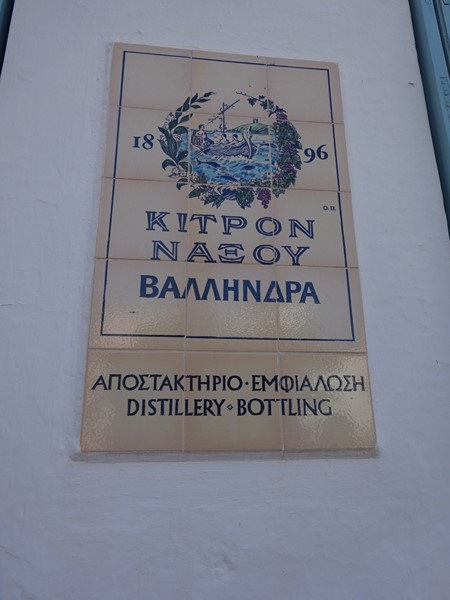 18 96
Ο.Π.
ΚΙΤΡΟΝ
ΝΑΞΟΥ
ΒΑΛΛΗΝΔΡΑ
ΑΠΟΣΤΑΚΤΗΡΙΟ·ΕΜΦΙΑΛΩΣΗ
DISTILLERY·BOTTLING